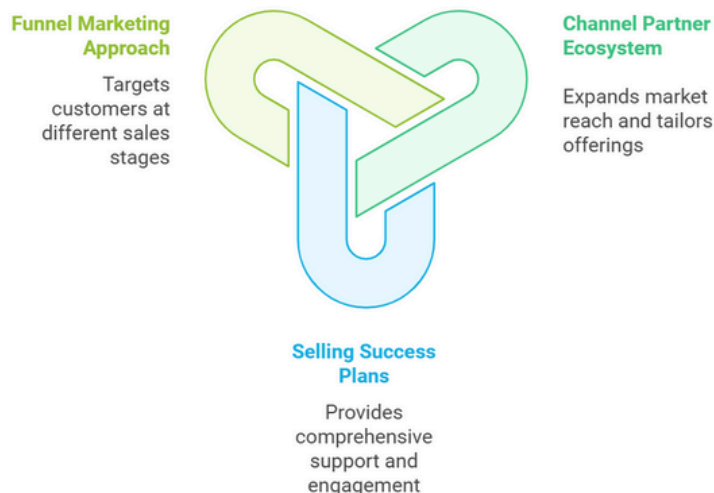 Funnel Marketing
Approach
Targets
customers at
different sales
stages
Channel Partner
Ecosystem
Expands market
reach and tailors
offerings
Selling Success
Plans
Provides
comprehensive
support and
engagement